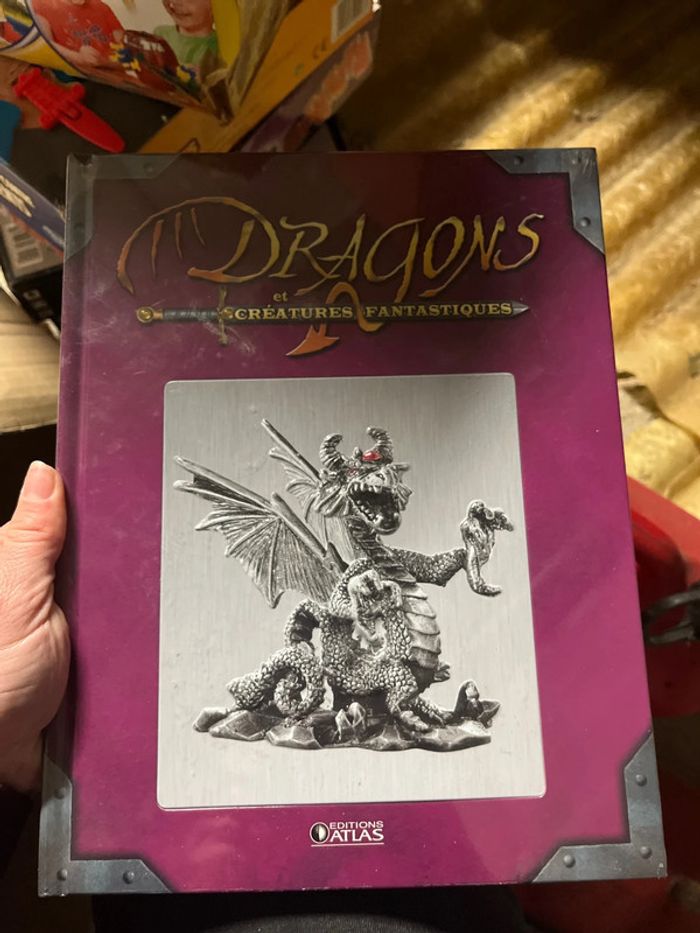 DRAGONS
et
CRÉATURES FANTASTIQUES
EDITIONS
ATLAS